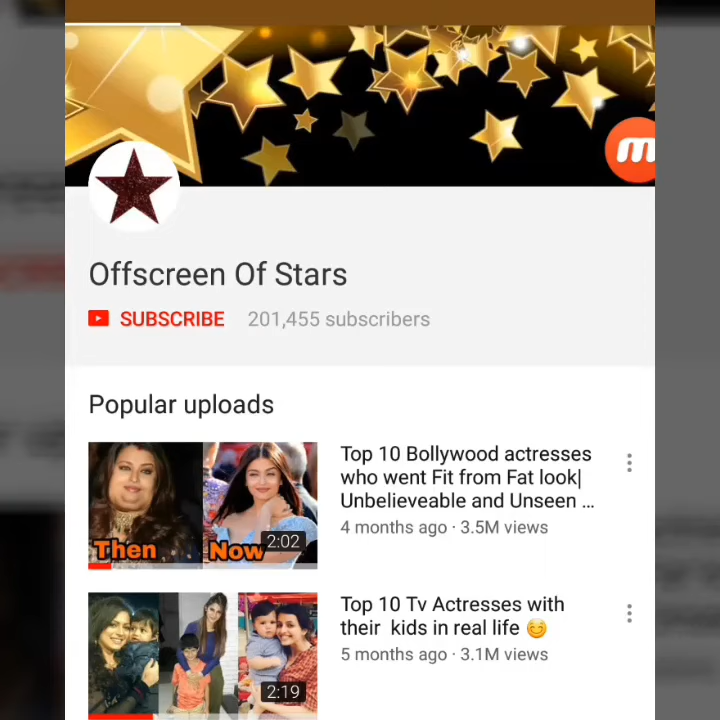 m
Offscreen Of Stars
SUBSCRIBE 201,455 subscribers
Popular uploads
Top 10 Bollywood actresses
who went Fit from Fat look|
Unbelieveable and Unseen ...
4 months ago · 3.5M views
Then Now 2:02
Top 10 Tv Actresses with
their kids in real life 😊
5 months ago · 3.1M views
2:19